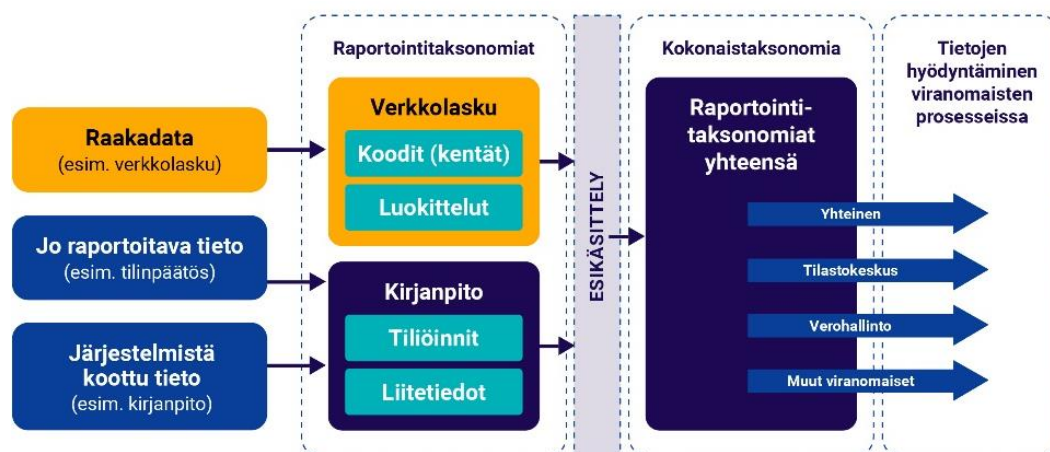 Raportointitaksonomiat
Kokonaistaksonomia
Tietojen
hyödyntäminen
viranomaisten
prosesseissa
Raakadata
(esim. verkkolasku)
Jo raportoitava tieto
(esim. tilinpäätös)
Järjestelmistä
koottu tieto
(esim. kirjanpito)
Verkkolasku
Koodit (kentät)
Luokittelut
Kirjanpito
Tiliöinnit
Liitetiedot
ESIKÄSITTELY
Raportointi-
taksonomiat
yhteensä
Yhteinen
Tilastokeskus
Verohallinto
Muut viranomaiset